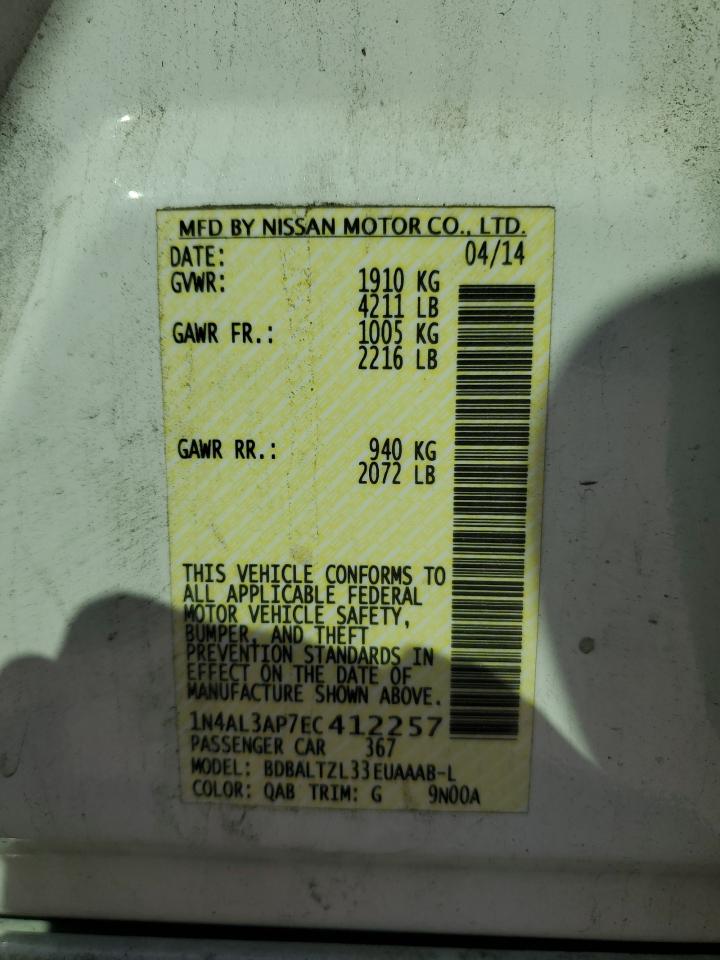 MFD BY NISSAN MOTOR CO., LTD.
DATE: 04/14
GVWR: 1910 KG
4211 LB
GAWR FR.: 1005 KG
2216 LB
GAWR RR.: 940 KG
2072 LB
THIS VEHICLE CONFORMS TO
ALL APPLICABLE FEDERAL
MOTOR VEHICLE SAFETY,
BUMPER, AND THEFT
PREVENTION STANDARDS IN
EFFECT ON THE DATE OF
MANUFACTURE SHOWN ABOVE.
1N4AL3AP7EC412257
PASSENGER CAR 367
MODEL: BDBALTZL33EUAAAB-L
COLOR: QAB TRIM: G 9N00A